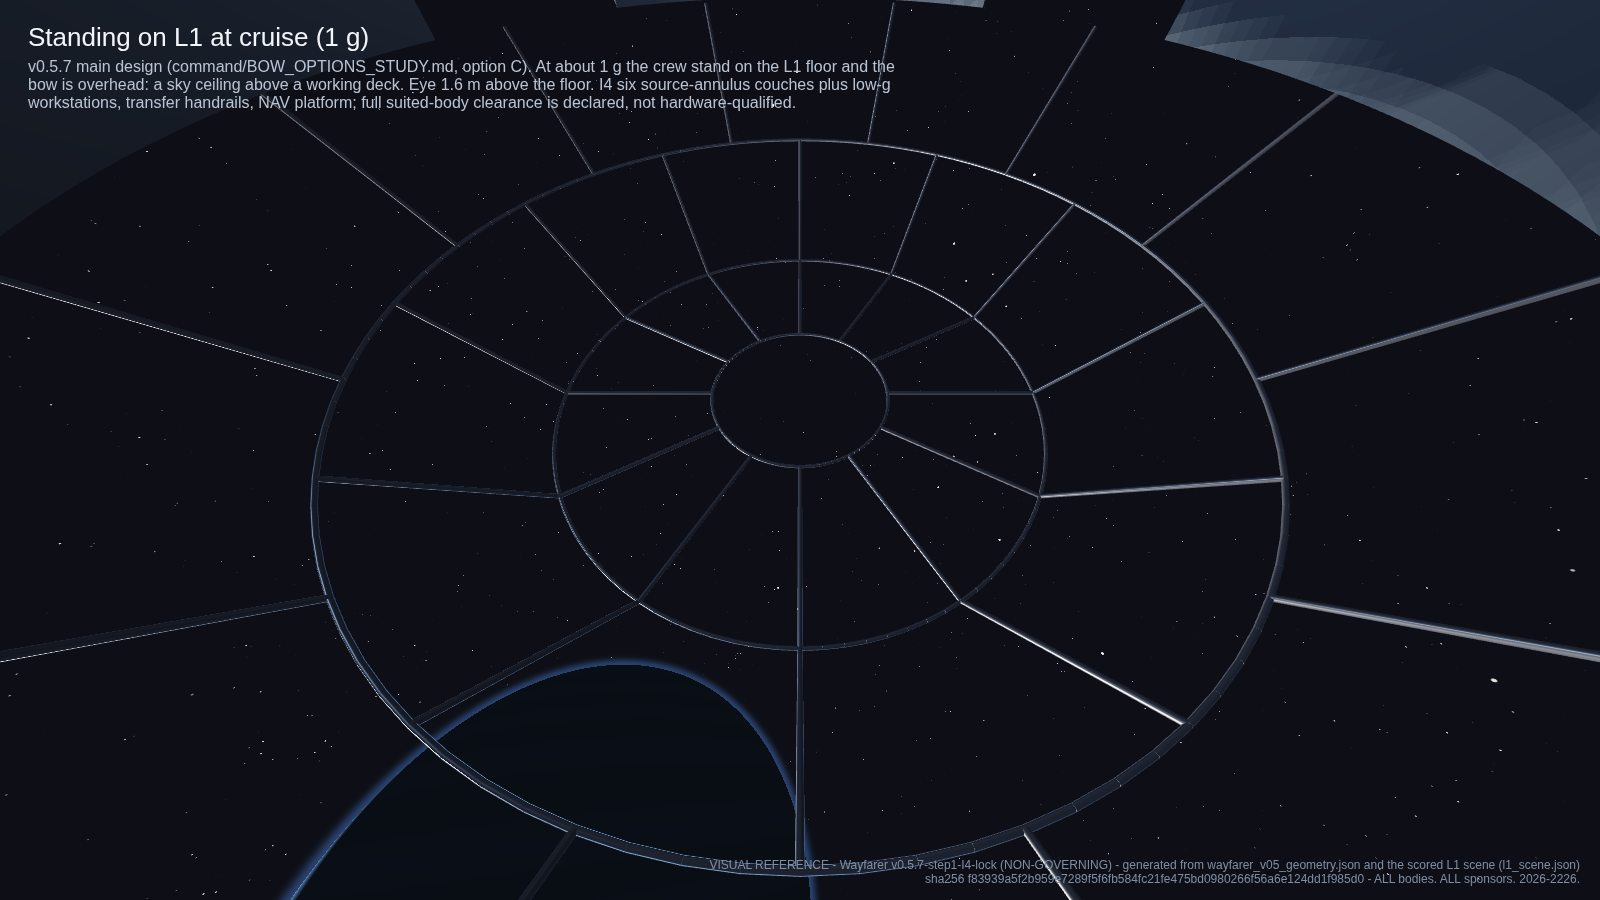 Standing on L1 at cruise (1 g)
v0.5.7 main design (command/BOW_OPTIONS_STUDY.md, option C). At about 1 g the crew stand on the L1 floor and the
bow is overhead: a sky ceiling above a working deck. Eye 1.6 m above the floor. I4 six source-annulus couches plus low-g
workstations, transfer handrails, NAV platform; full suited-body clearance is declared, not hardware-qualified.
VISUAL REFERENCE - Wayfarer v0.5.7-step1-I4-lock (NON-GOVERNING) - generated from wayfarer_v05_geometry.json and the scored L1 scene (l1_scene.json)
sha256 - ALL bodies. ALL sponsors. 2026-2226.